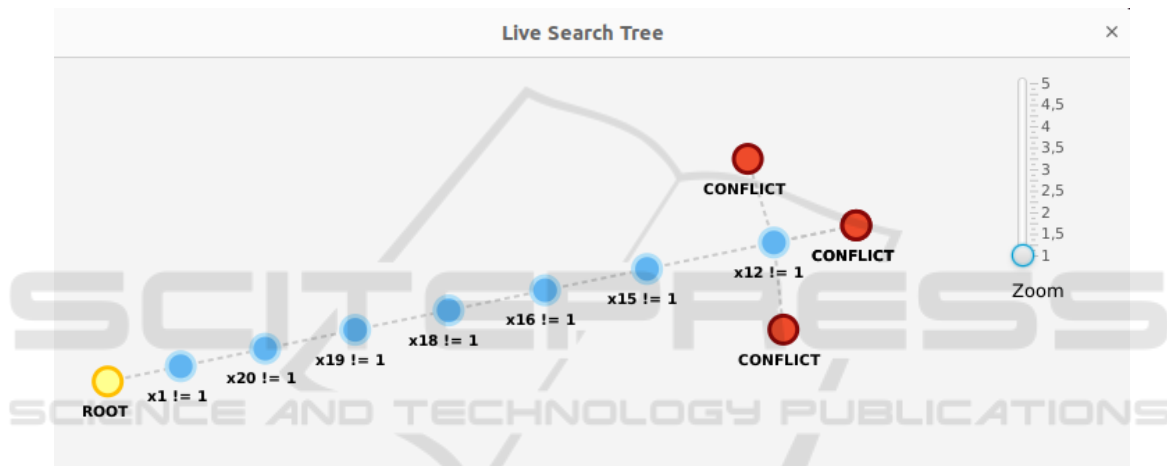 Live Search Tree
×
5
4,5
4
3,5
3
2,5
2
1,5
1
Zoom
CONFLICT
CONFLICT
x12 != 1
x15 != 1
x16 != 1
x18 != 1
CONFLICT
x19 != 1
x20 != 1
x1 != 1
ROOT
SCITEPRESS
SCIENCE AND TECHNOLOGY PUBLICATIONS